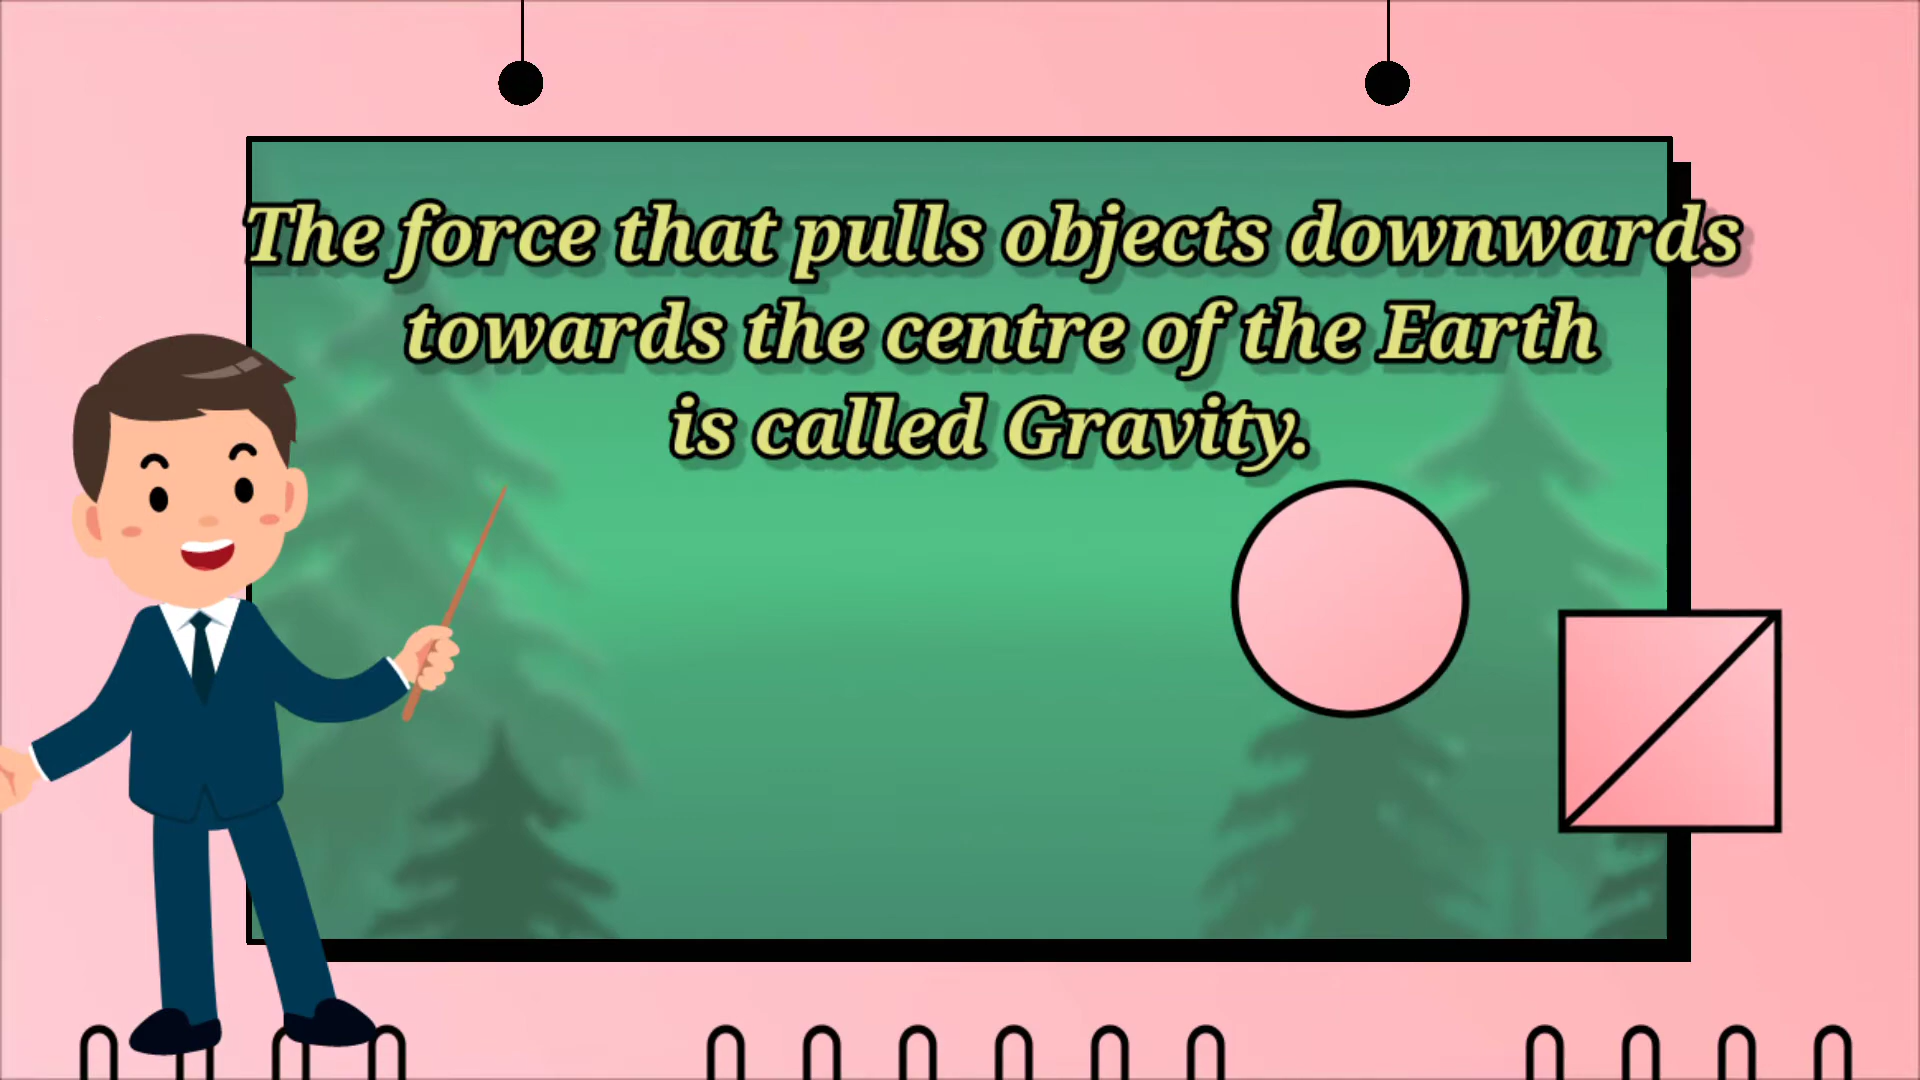 The force that pulls objects downwards
towards the centre of the Earth
is called Gravity.